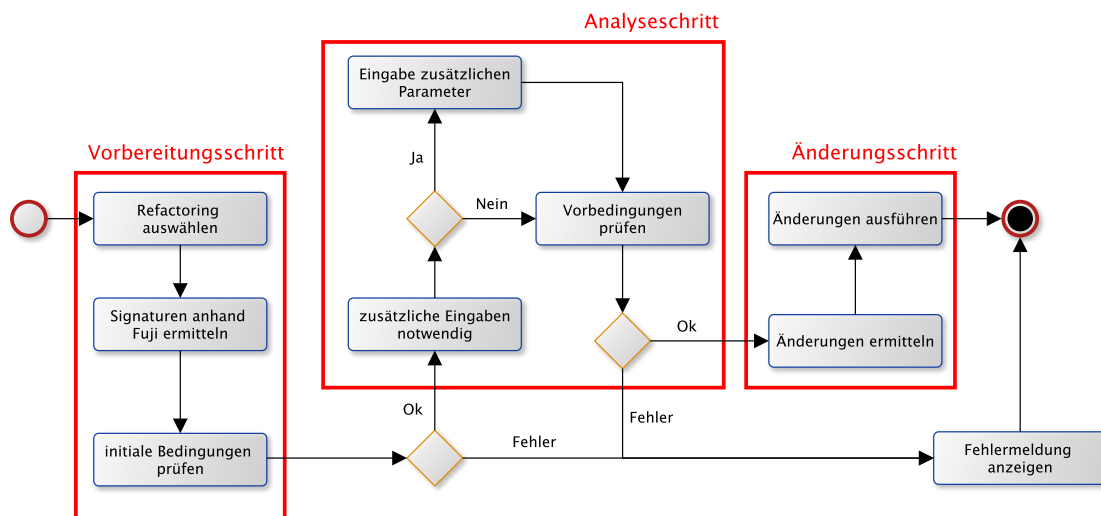 Analyseschritt
Eingabe zusätzlichen
Parameter
Vorbereitungsschritt
Änderungsschritt
Ja
Refactoring
auswählen
Nein
Vorbedingungen
prüfen
Änderungen ausführen
Signaturen anhand
Fuji ermitteln
zusätzliche Eingaben
notwendig
Ok
Änderungen ermitteln
Ok
Fehler
initiale Bedingungen
prüfen
Fehler
Fehlermeldung
anzeigen